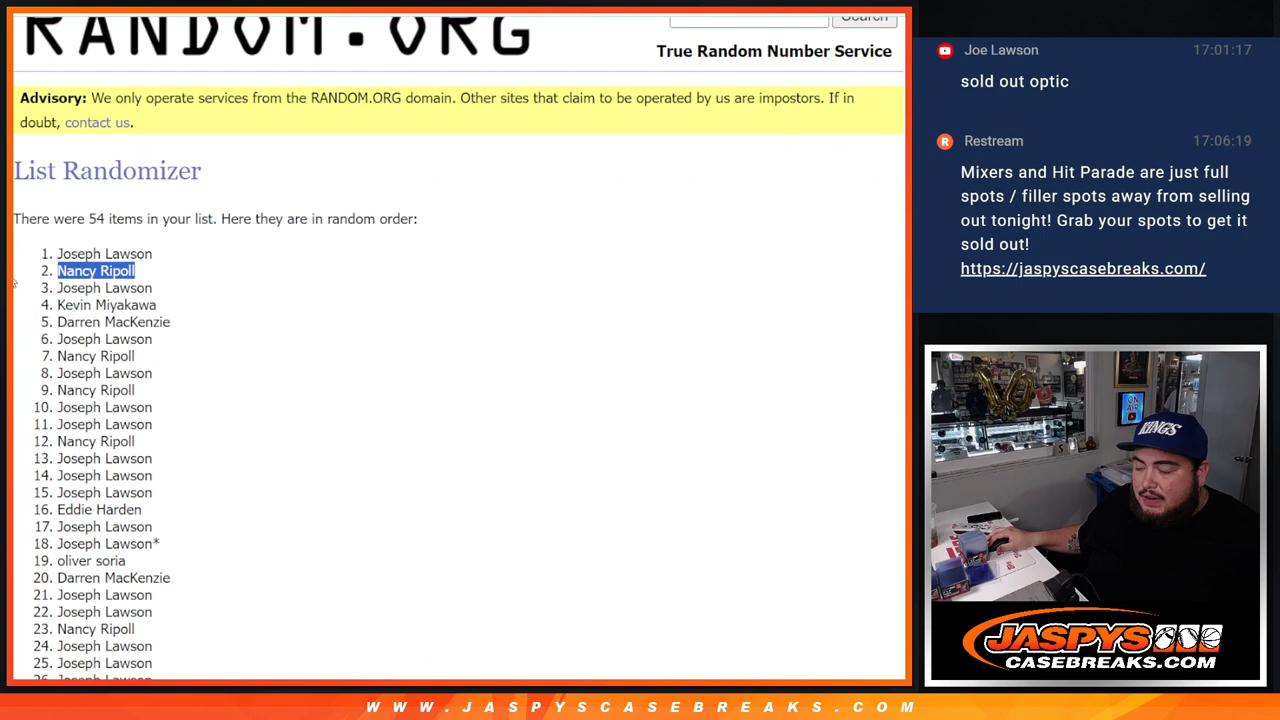 RANDOM.ORG
Search
True Random Number Service
Advisory: We only operate services from the RANDOM.ORG domain. Other sites that claim to be operated by us are impostors. If in
doubt, contact us.
List Randomizer
There were 54 items in your list. Here they are in random order:
1. Joseph Lawson
2. Nancy Ripoll
3. Joseph Lawson
4. Kevin Miyakawa
5. Darren MacKenzie
6. Joseph Lawson
7. Nancy Ripoll
8. Joseph Lawson
9. Nancy Ripoll
10. Joseph Lawson
11. Joseph Lawson
12. Nancy Ripoll
13. Joseph Lawson
14. Joseph Lawson
15. Joseph Lawson
16. Eddie Harden
17. Joseph Lawson
18. Joseph Lawson*
19. oliver soria
20. Darren MacKenzie
21. Joseph Lawson
22. Joseph Lawson
23. Nancy Ripoll
24. Joseph Lawson
25. Joseph Lawson
26. Joseph Lawson
Joe Lawson 17:01:17
sold out optic
R Restream 17:06:19
Mixers and Hit Parade are just full
spots / filler spots away from selling
out tonight! Grab your spots to get it
sold out!
https://jaspyscasebreaks.com/
ON
AIR
KINGS
JASPYS
CASEBREAKS.COM
WWW.JASPYSCASEBREAKS.COM